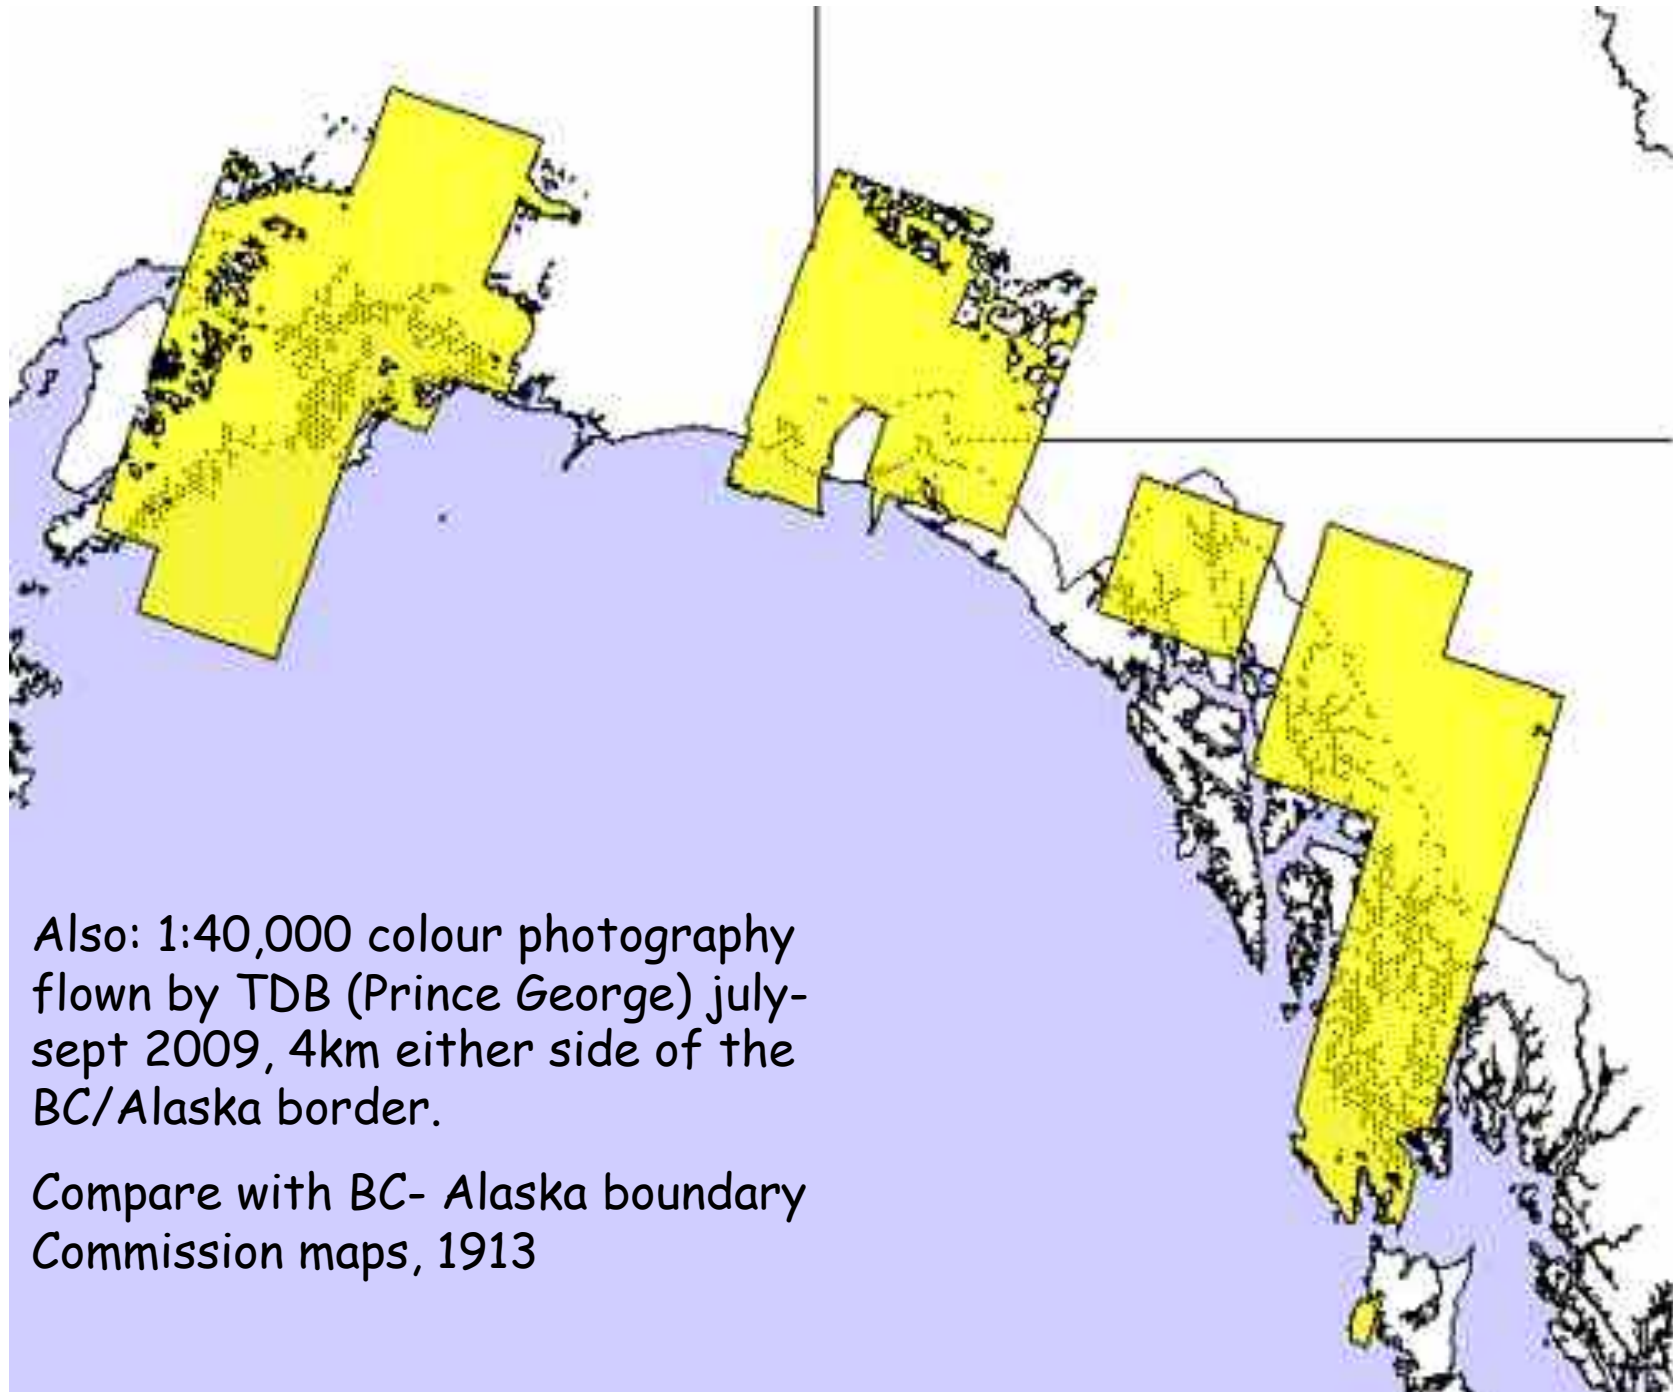 Also: 1:40,000 colour photography
flown by TDB (Prince George) july-
sept 2009, 4km either side of the
BC/Alaska border.
Compare with BC- Alaska boundary
Commission maps, 1913